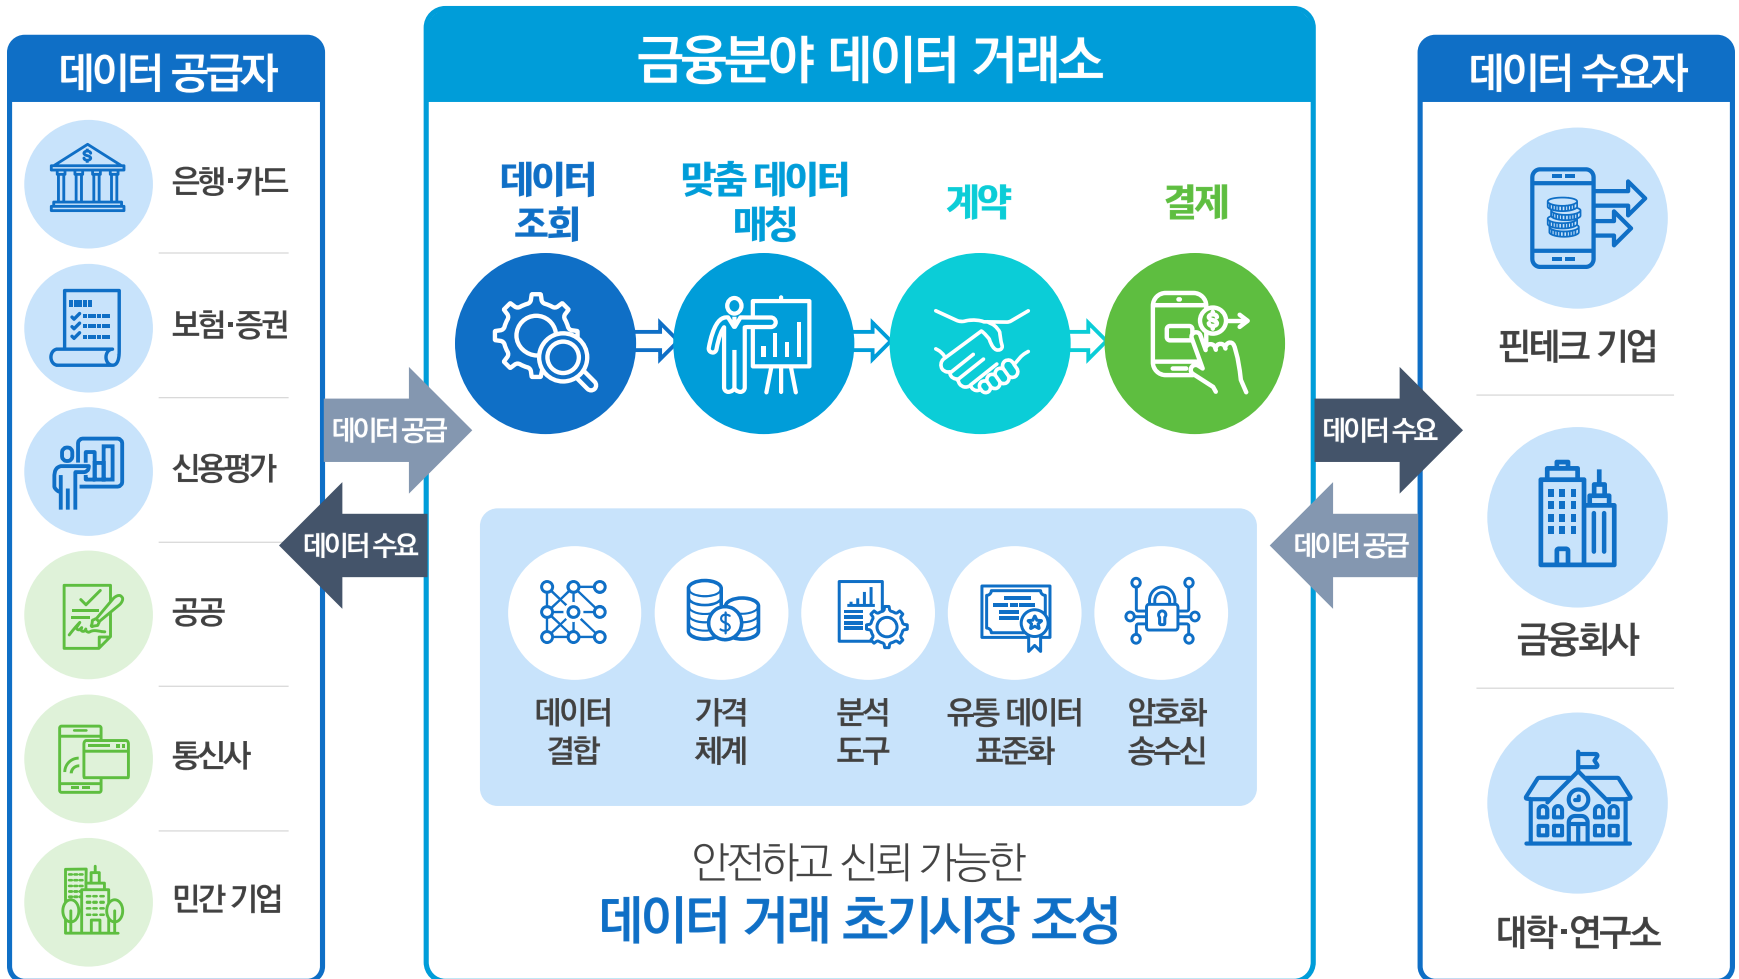 데이터 공급자
은행·카드
보험·증권
신용평가
공공
통신사
민간 기업
데이터 공급
데이터 수요
금융분야 데이터 거래소
데이터
조회
맞춤 데이터
매칭
계약
결제
데이터
결합
가격
체계
분석
도구
유통 데이터
표준화
암호화
송수신
안전하고 신뢰 가능한
데이터 거래 초기시장 조성
데이터 수요
데이터 공급
데이터 수요자
핀테크 기업
금융회사
대학·연구소